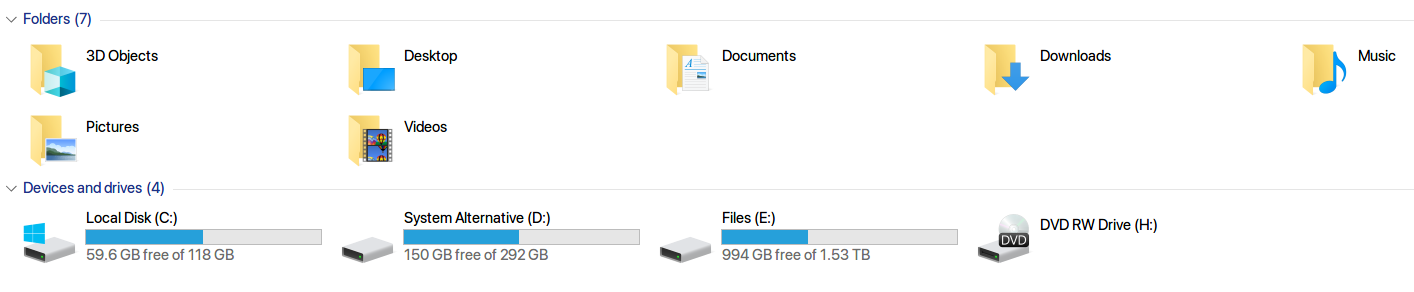 Folders (7)
3D Objects
Desktop
Documents
Downloads
Music
Pictures
Videos
Devices and drives (4)
Local Disk (C:)
59.6 GB free of 118 GB
System Alternative (D:)
150 GB free of 292 GB
Files (E:)
994 GB free of 1.53 TB
DVD RW Drive (H:)
DVD